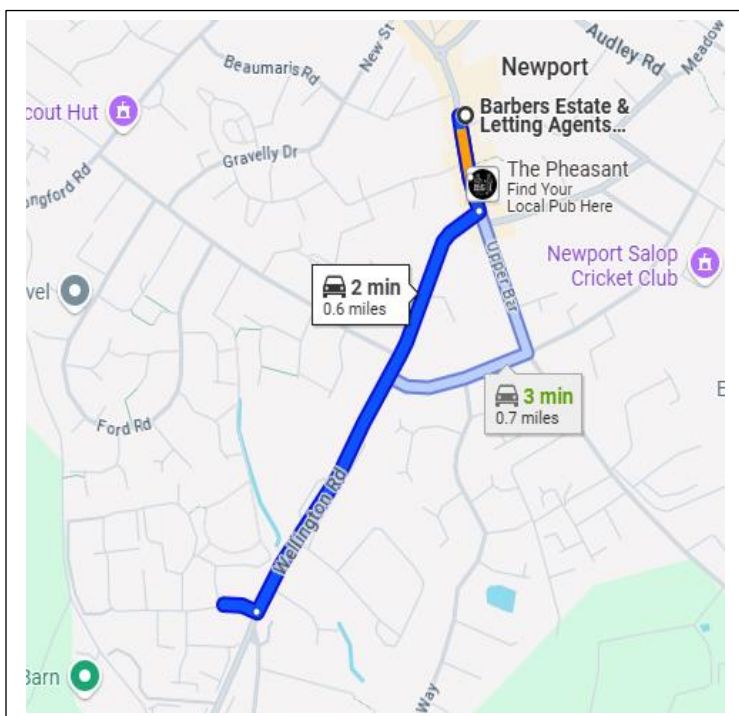 Beaumaris Rd
New St
Audley Rd
Meadow
Newport
Barbers Estate &
Letting Agents...
cout Hut
Gravelly Dr
ongford Rd
The Pheasant
Find Your
Local Pub Here
Upper Bar
Newport Salop
Cricket Club
vel
2 min
0.6 miles
3 min
0.7 miles
Ford Rd
Wellington Rd
Barn
Way